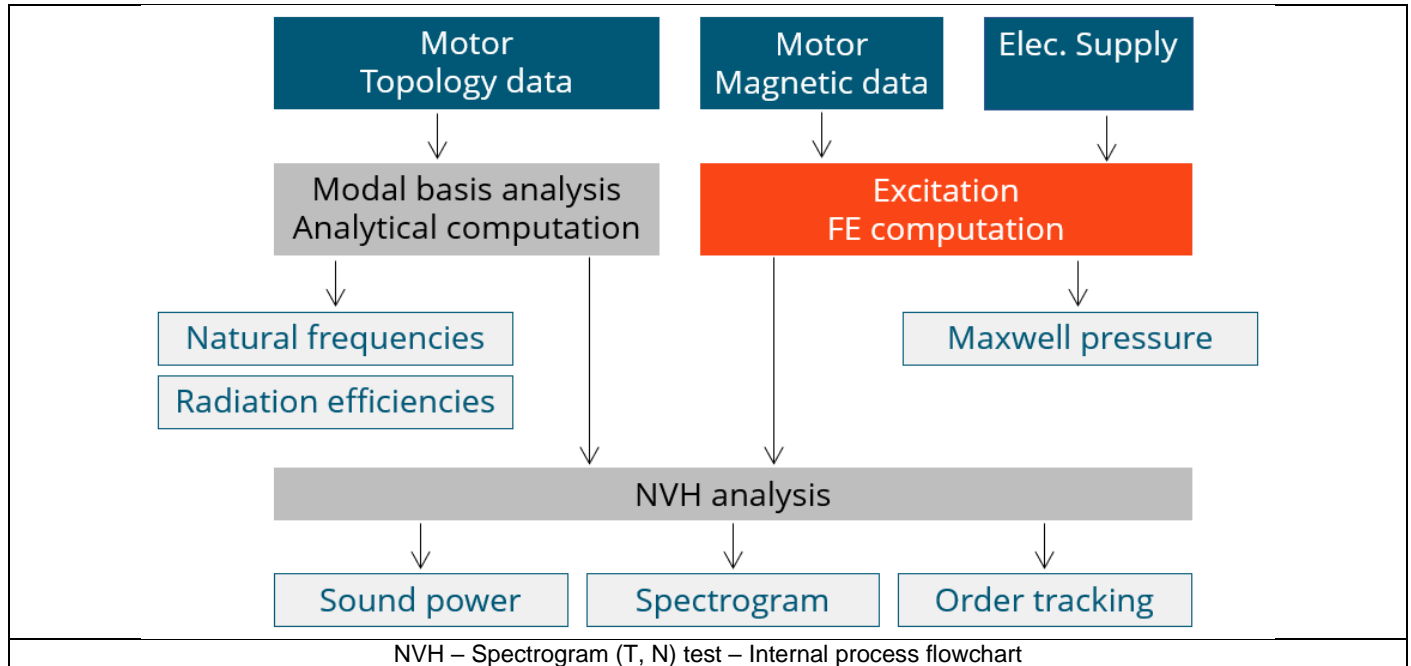 Motor
Topology data
Motor
Magnetic data
Elec. Supply
Modal basis analysis
Analytical computation
Excitation
FE computation
Natural frequencies
Radiation efficiencies
Maxwell pressure
NVH analysis
Sound power
Spectrogram
Order tracking
NVH – Spectrogram (T, N) test – Internal process flowchart